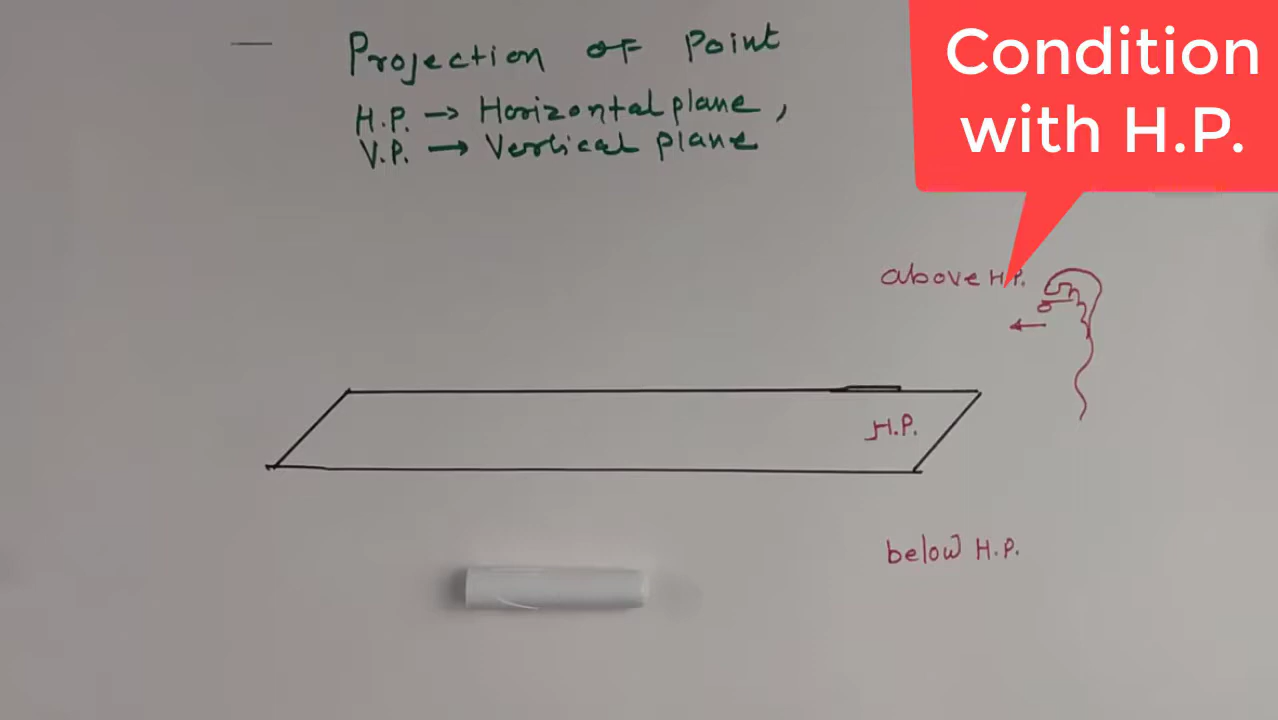 Projection of Point
H.P. → Horizontal plane,
V.P. → Vertical plane
Condition
with H.P.
above H.P.
H.P.
below H.P.